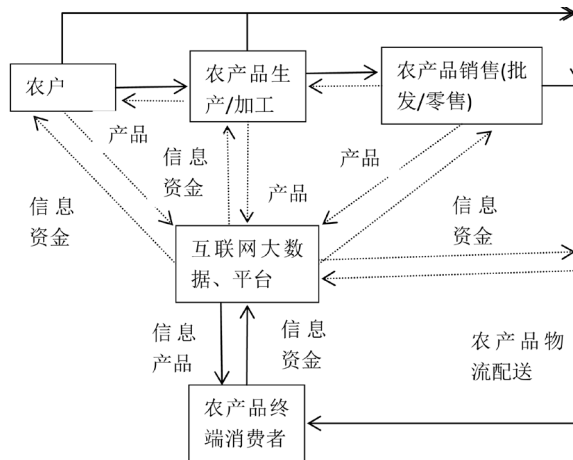 农户
农产品生
产/加工
农产品销售(批
发/零售)
产品
信息
资金
产品
产品
信息
资金
信息
资金
互联网大数
据、平台
信息
产品
信息
资金
农产品物
流配送
农产品终
端消费者